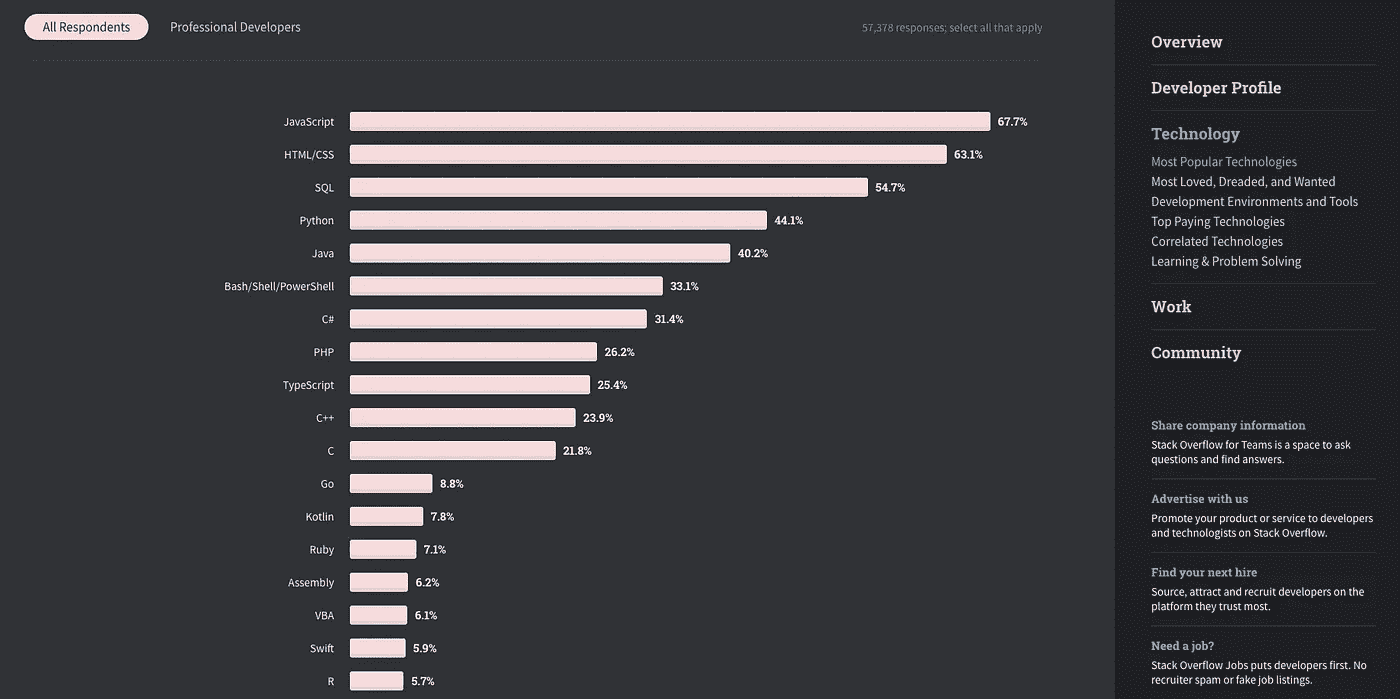 All Respondents
Professional Developers
57,378 responses; select all that apply
JavaScript 67.7%
HTML/CSS 63.1%
SQL 54.7%
Python 44.1%
Java 40.2%
Bash/Shell/PowerShell 33.1%
C# 31.4%
PHP 26.2%
TypeScript 25.4%
C++ 23.9%
C 21.8%
Go 8.8%
Kotlin 7.8%
Ruby 7.1%
Assembly 6.2%
VBA 6.1%
Swift 5.9%
R 5.7%
Overview
Developer Profile
Technology
Most Popular Technologies
Most Loved, Dreaded, and Wanted
Development Environments and Tools
Top Paying Technologies
Correlated Technologies
Learning & Problem Solving
Work
Community
Share company information
Stack Overflow for Teams is a space to ask
questions and find answers.
Advertise with us
Promote your product or service to developers
and technologists on Stack Overflow.
Find your next hire
Source, attract and recruit developers on the
platform they trust most.
Need a job?
Stack Overflow Jobs puts developers first. No
recruiter spam or fake job listings.